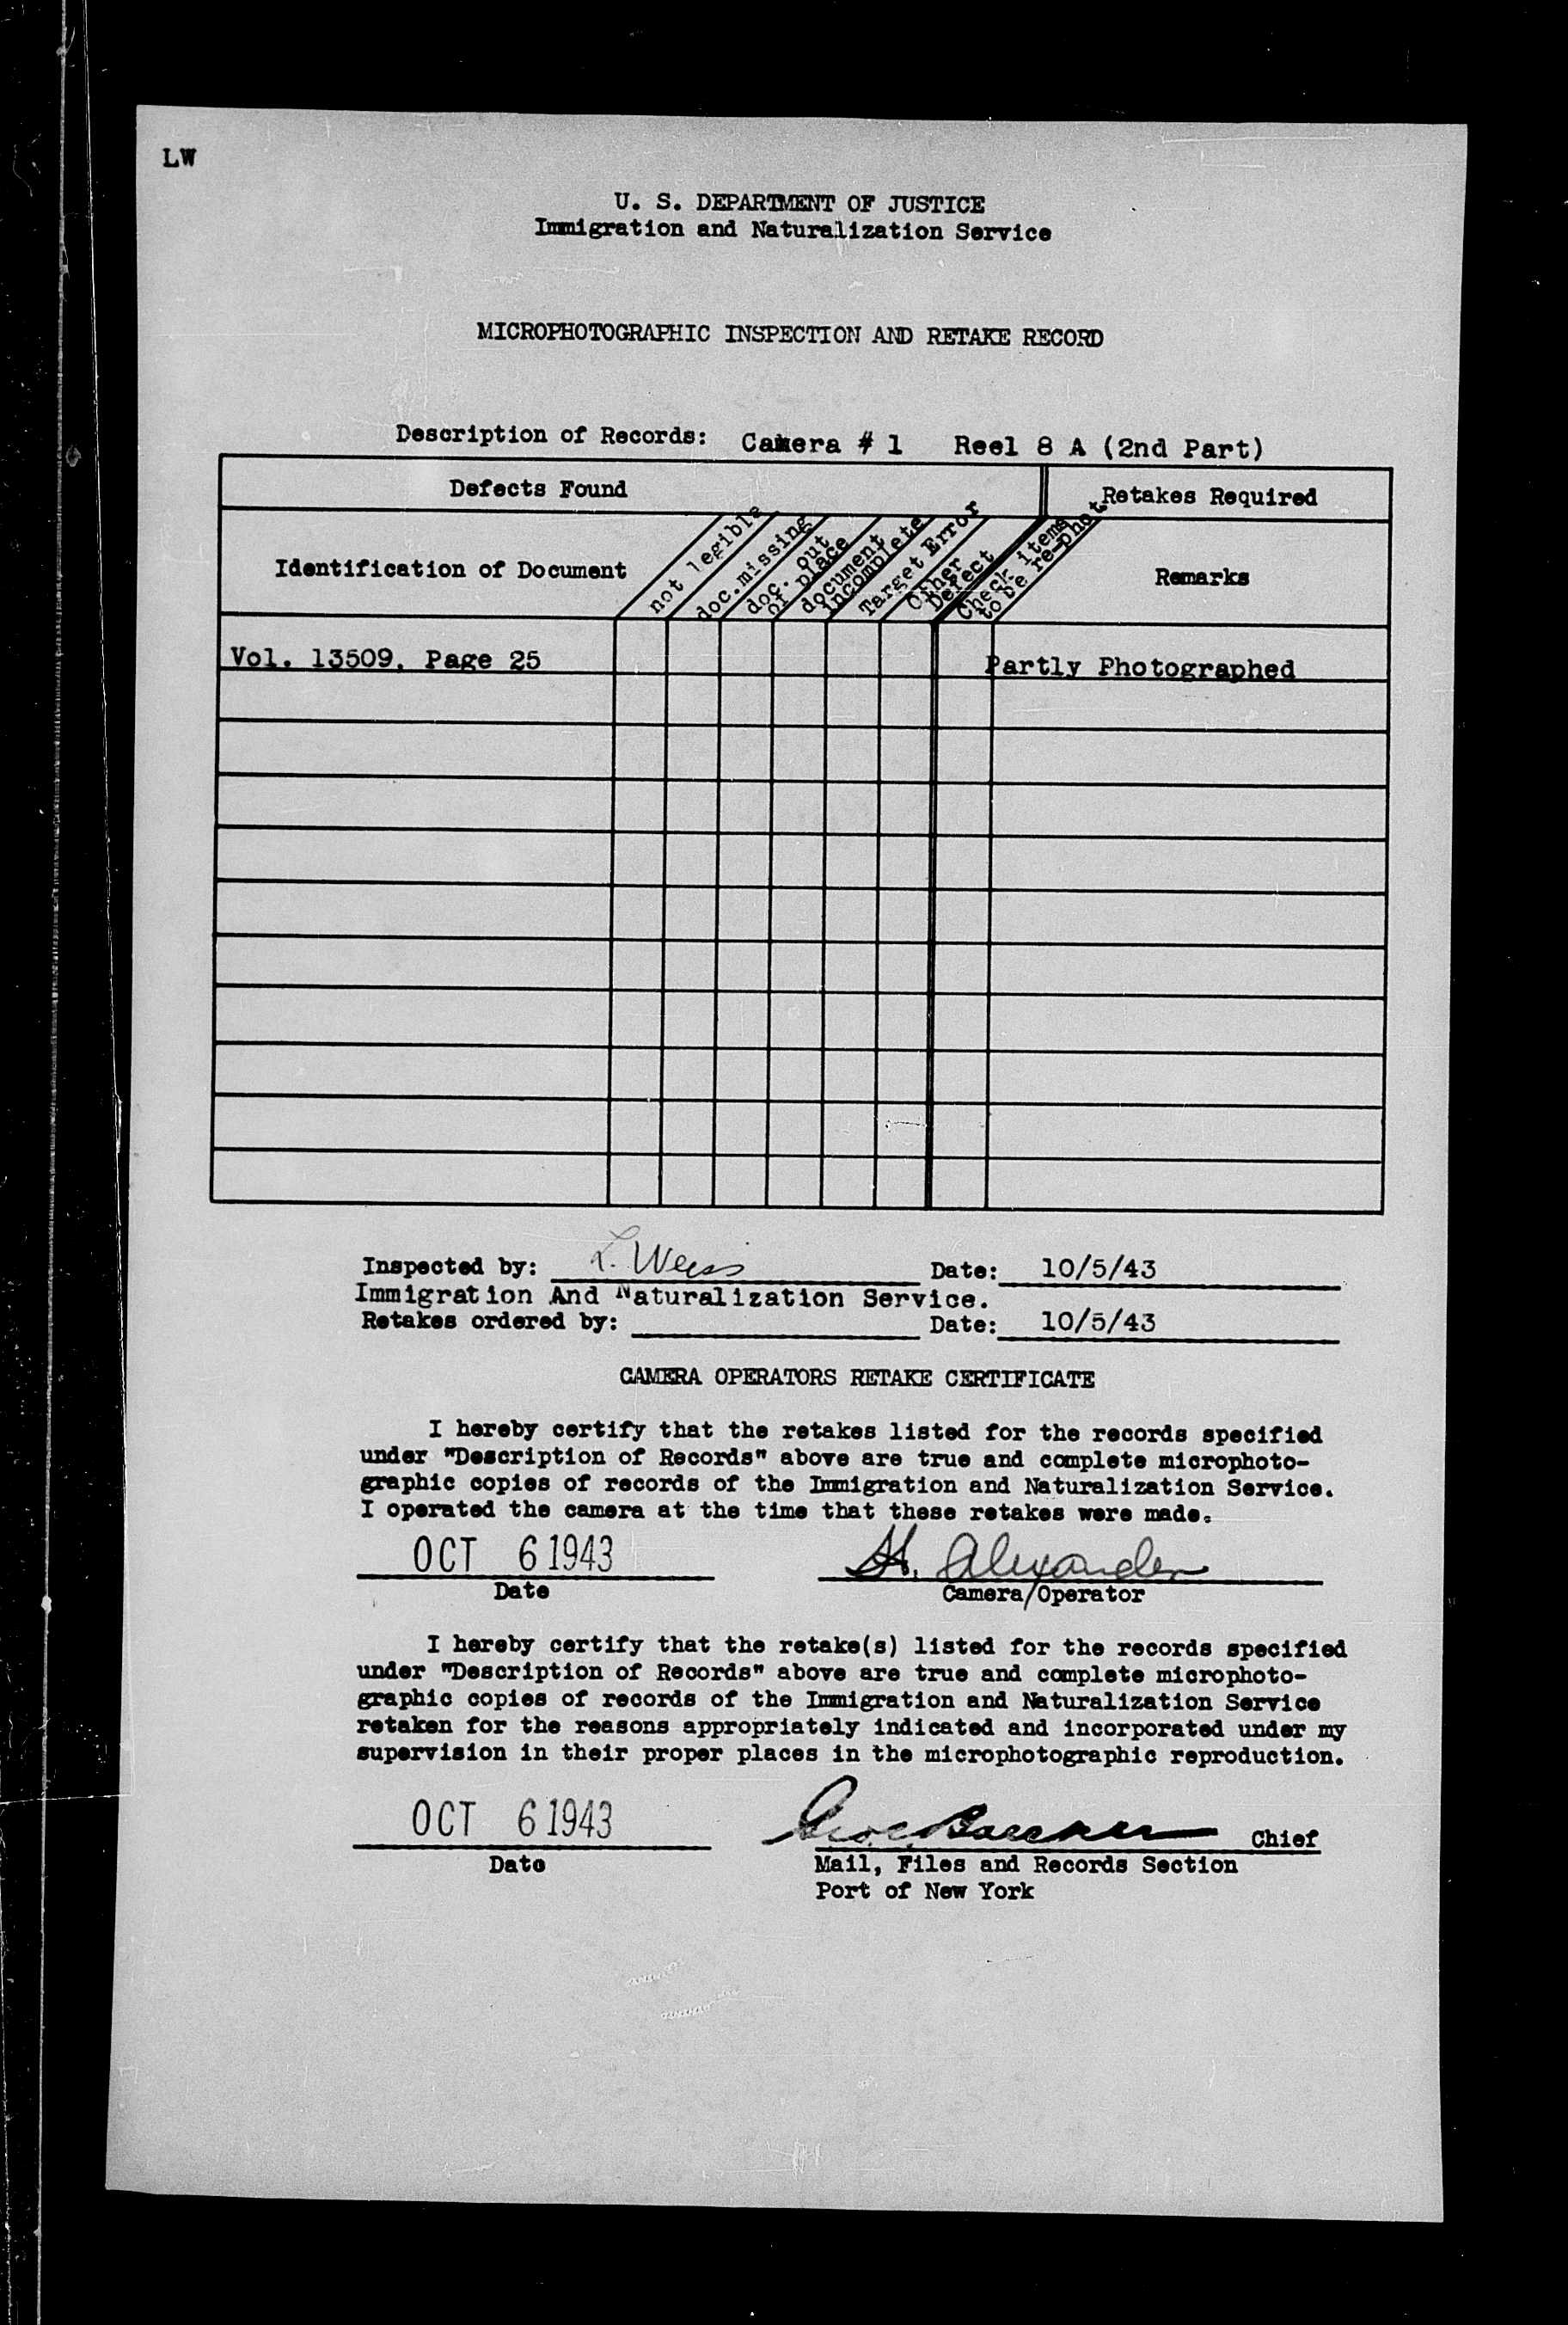 LW
U. S. DEPARTMENT OF JUSTICE
Immigration and Naturalization Service
MICROPHOTOGRAPHIC INSPECTION AND RETAKE RECORD
Description of Records: Camera # 1 Reel 8 A (2nd Part)
Defects Found
Retakes Required
Identification of Document
not legible
doc.missing
doc. out
of place
document
incomplete
Target Error
Other
Defect
Check items
to be re-phot.
Remarks
Vol. 13509, Page 25 Partly Photographed
Inspected by: L. Weiss Date: 10/5/43
Immigration And Naturalization Service.
Retakes ordered by: Date: 10/5/43
CAMERA OPERATORS RETAKE CERTIFICATE
I hereby certify that the retakes listed for the records specified
under "Description of Records" above are true and complete microphoto-
graphic copies of records of the Immigration and Naturalization Service.
I operated the camera at the time that these retakes were made.
OCT 6 1943 H. Alexander
Date Camera Operator
I hereby certify that the retake(s) listed for the records specified
under "Description of Records" above are true and complete microphoto-
graphic copies of records of the Immigration and Naturalization Service
retaken for the reasons appropriately indicated and incorporated under my
supervision in their proper places in the microphotographic reproduction.
OCT 6 1943 Chief
Date Mail, Files and Records Section
Port of New York